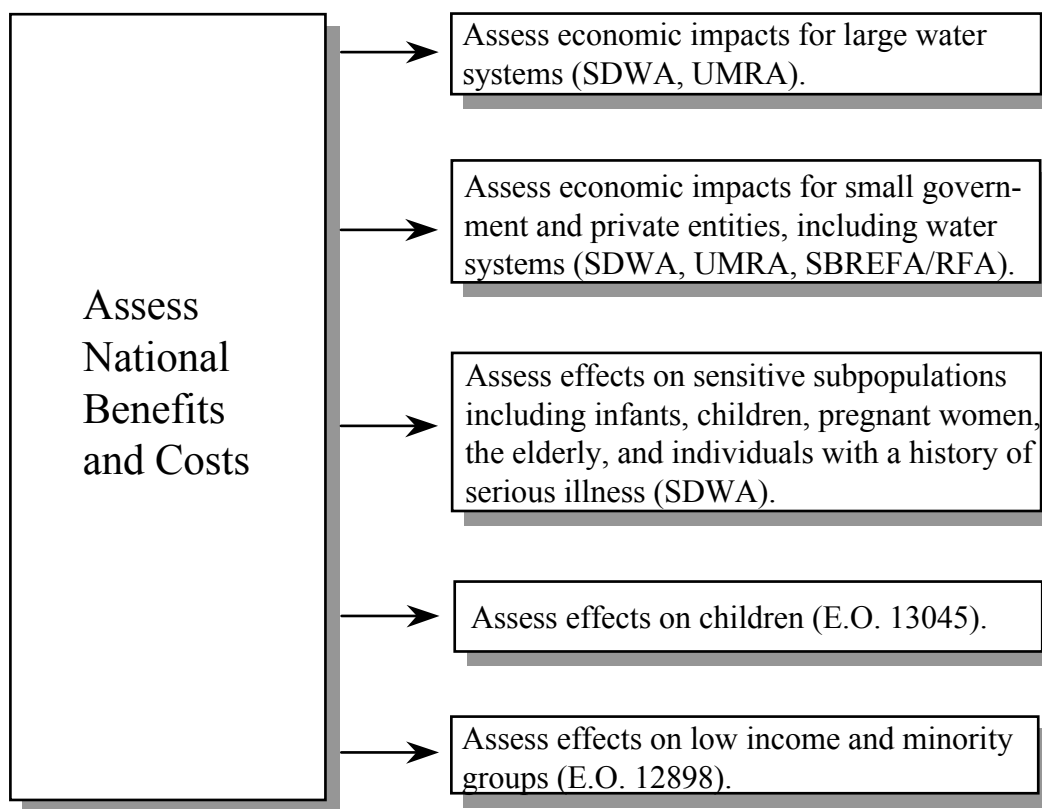 Assess
National
Benefits
and Costs
Assess economic impacts for large water
systems (SDWA, UMRA).
Assess economic impacts for small govern-
ment and private entities, including water
systems (SDWA, UMRA, SBREFA/RFA).
Assess effects on sensitive subpopulations
including infants, children, pregnant women,
the elderly, and individuals with a history of
serious illness (SDWA).
Assess effects on children (E.O. 13045).
Assess effects on low income and minority
groups (E.O. 12898).